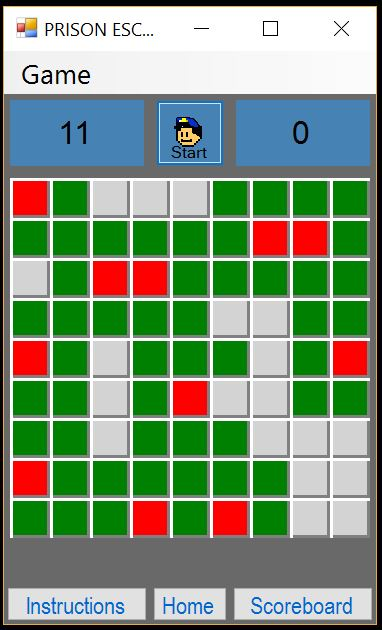 PRISON ESC...
Game
11
Start
0
Instructions
Home
Scoreboard